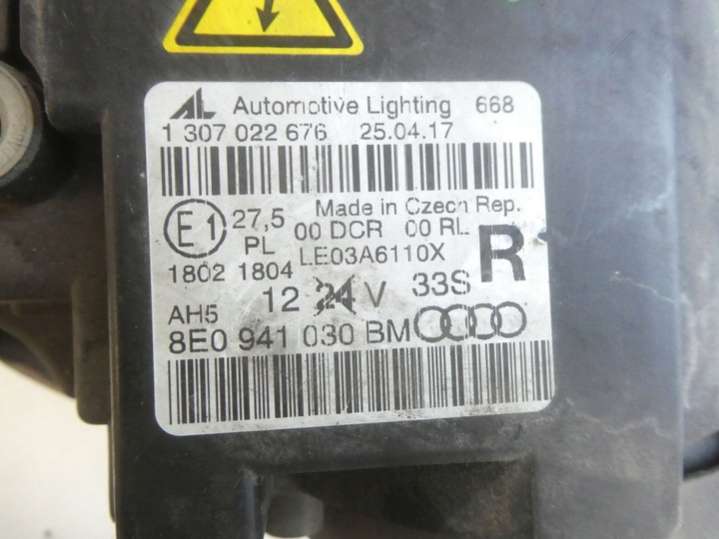 AL Automotive Lighting 668
1 307 022 676 25.04.17
E1 27,5 Made in Czech Rep.
PL 00 DCR 00 RL R
1802 1804 LE03A6110X
AH5 12 24 V 33S
8E0 941 030 BM